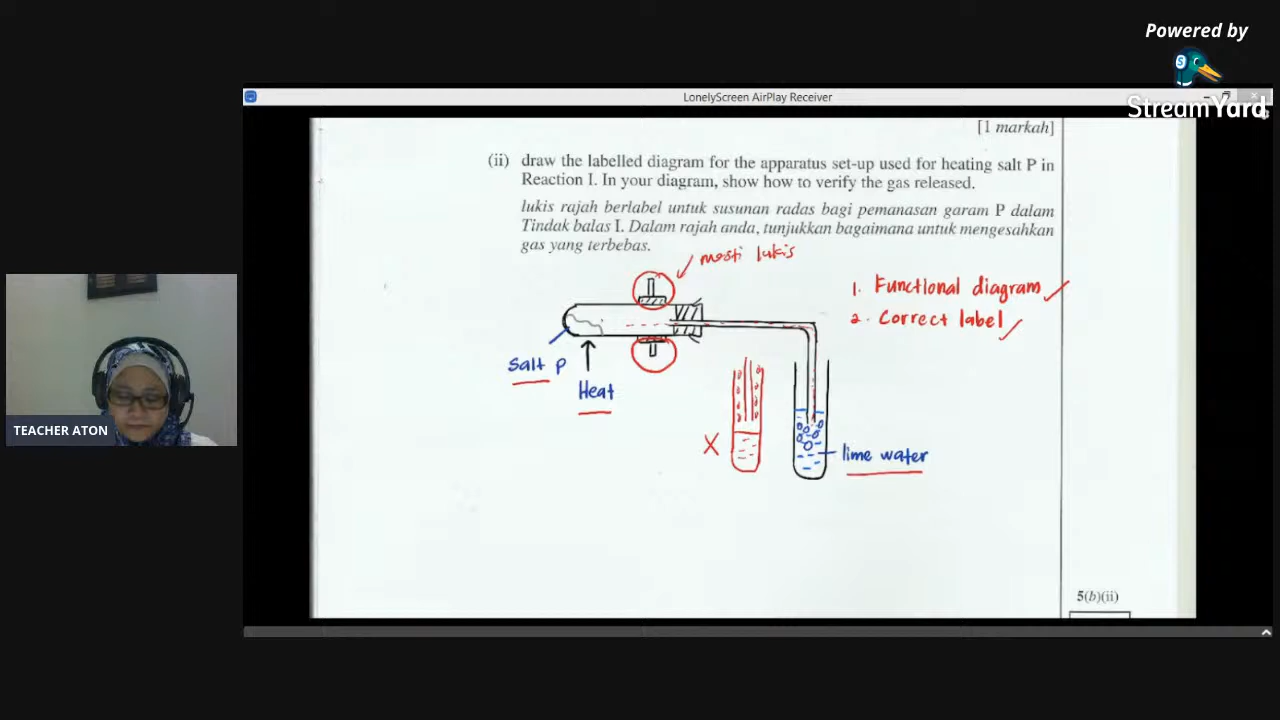 Powered by
StreamYard
LonelyScreen AirPlay Receiver
[1 markah]
(ii) draw the labelled diagram for the apparatus set-up used for heating salt P in
Reaction I. In your diagram, show how to verify the gas released.
lukis rajah berlabel untuk susunan radas bagi pemanasan garam P dalam
Tindak balas I. Dalam rajah anda, tunjukkan bagaimana untuk mengesahkan
gas yang terbebas.
mesti lukis
1. Functional diagram
2. Correct label
Salt P
Heat
X
lime water
TEACHER ATON
5(b)(ii)